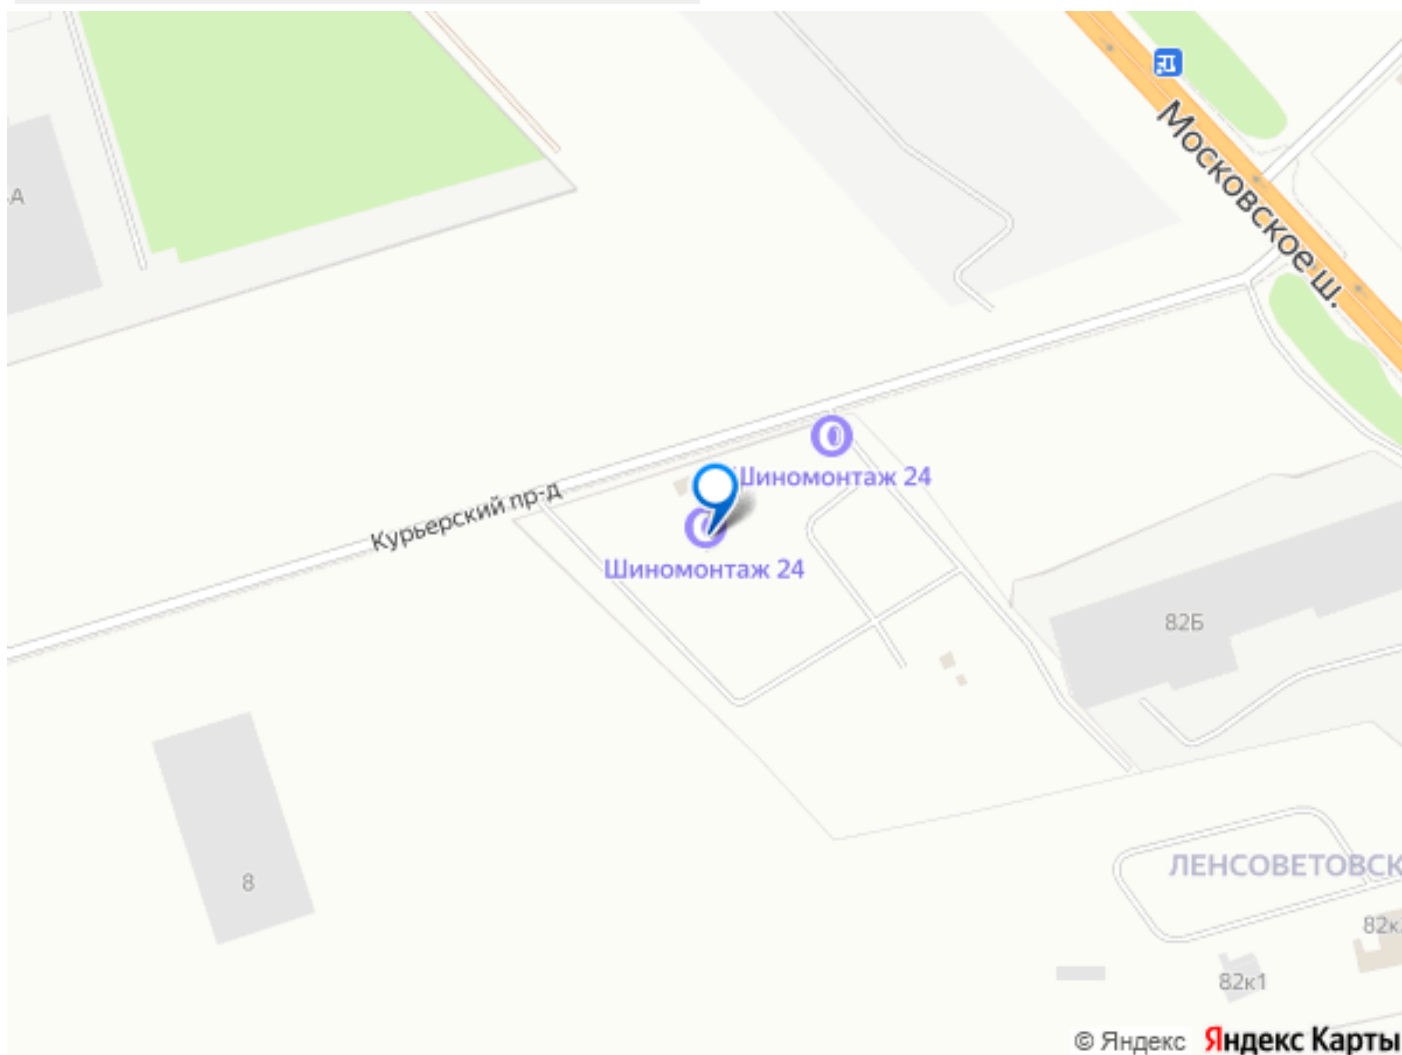 Московское ш.
А
Шиномонтаж 24
Курьерский пр-д
Шиномонтаж 24
82Б
8
ЛЕНСОВЕТОВСК
82к
82к1
© Яндекс Яндекс Карты